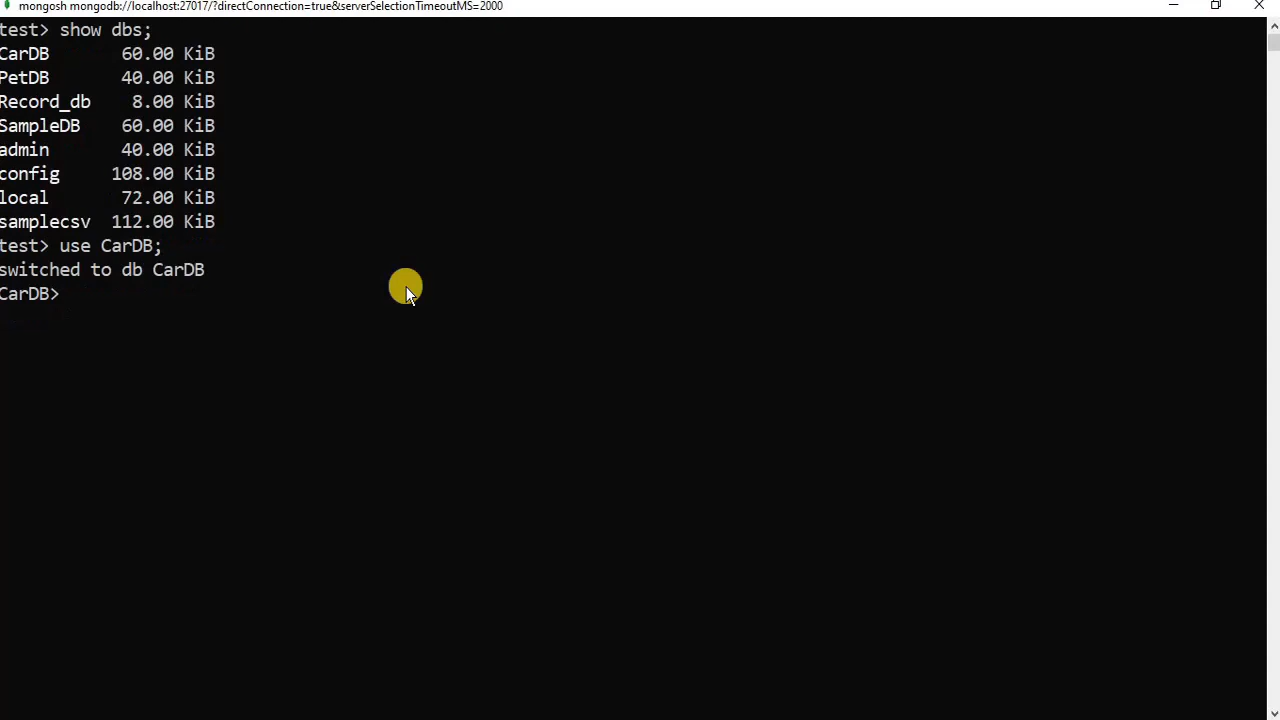 mongosh mongodb://localhost:27017/?directConnection=true&serverSelectionTimeoutMS=2000
test> show dbs;
CarDB       60.00 KiB
PetDB       40.00 KiB
Record_db    8.00 KiB
SampleDB    60.00 KiB
admin       40.00 KiB
config     108.00 KiB
local       72.00 KiB
samplecsv  112.00 KiB
test> use CarDB;
switched to db CarDB
CarDB>